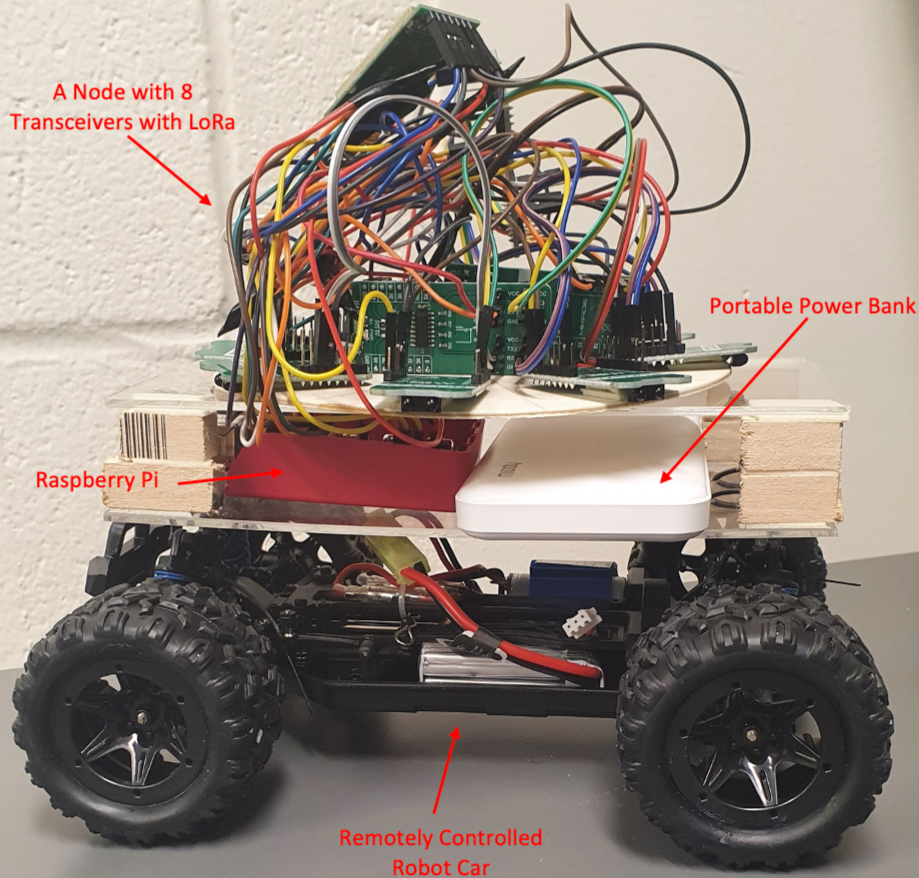 A Node with 8
Transceivers with LoRa
Portable Power Bank
Raspberry Pi
Remotely Controlled
Robot Car